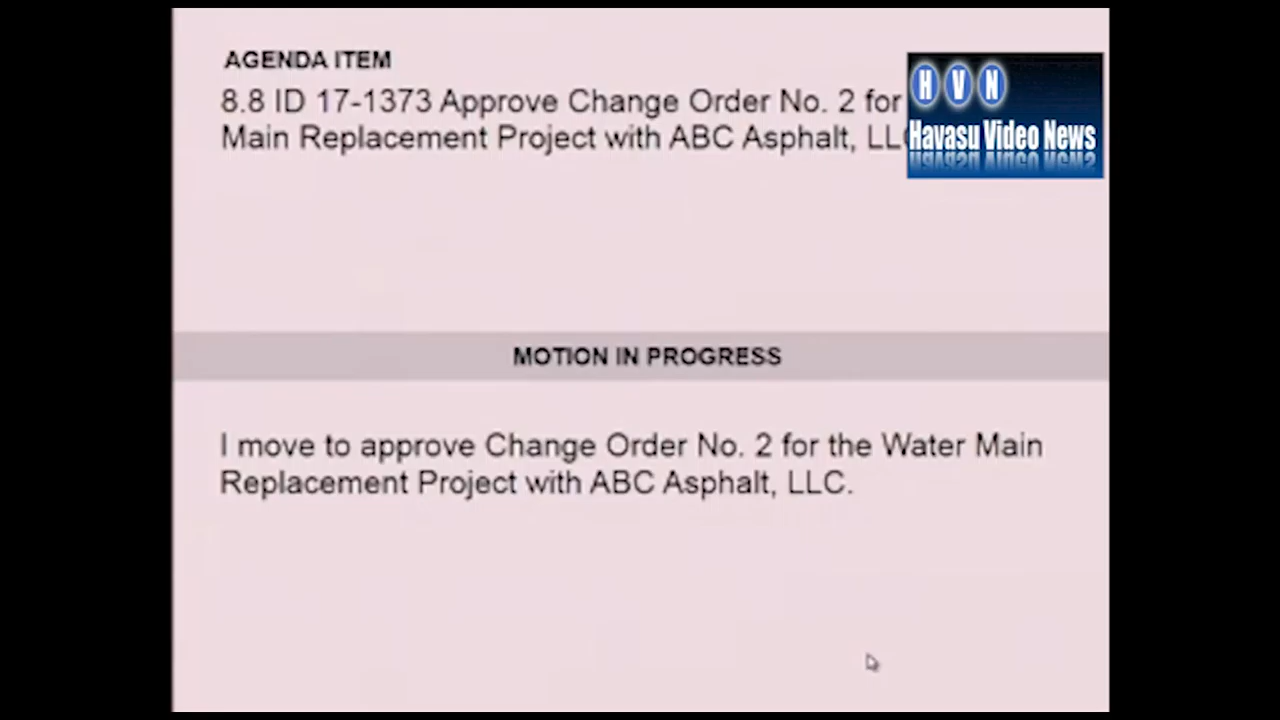 AGENDA ITEM
8.8 ID 17-1373 Approve Change Order No. 2 for
Main Replacement Project with ABC Asphalt, LLC
H V N
Havasu Video News
MOTION IN PROGRESS
I move to approve Change Order No. 2 for the Water Main
Replacement Project with ABC Asphalt, LLC.